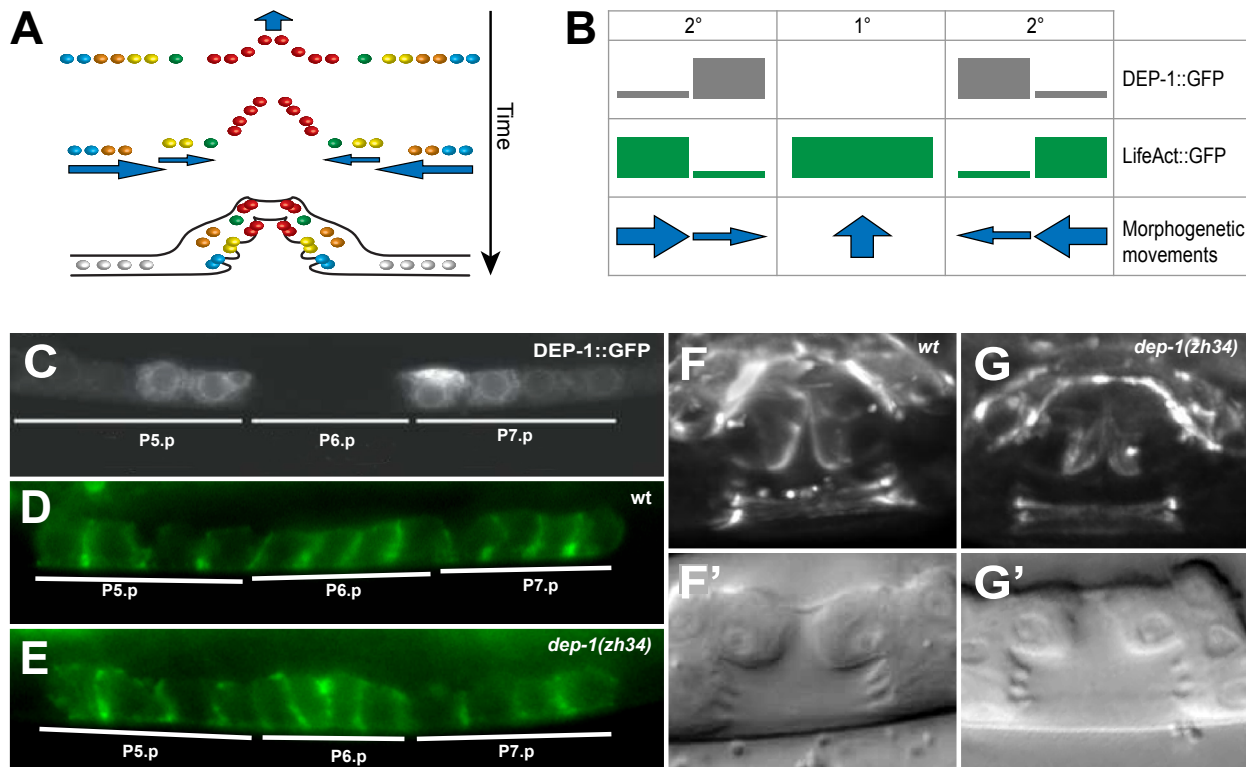 A
Time
B
2° 1° 2°
DEP-1::GFP
LifeAct::GFP
Morphogenetic
movements
C
DEP-1::GFP
P5.p P6.p P7.p
D
wt
P5.p P6.p P7.p
E
dep-1(zh34)
P5.p P6.p P7.p
F
wt
G
dep-1(zh34)
F'
G'